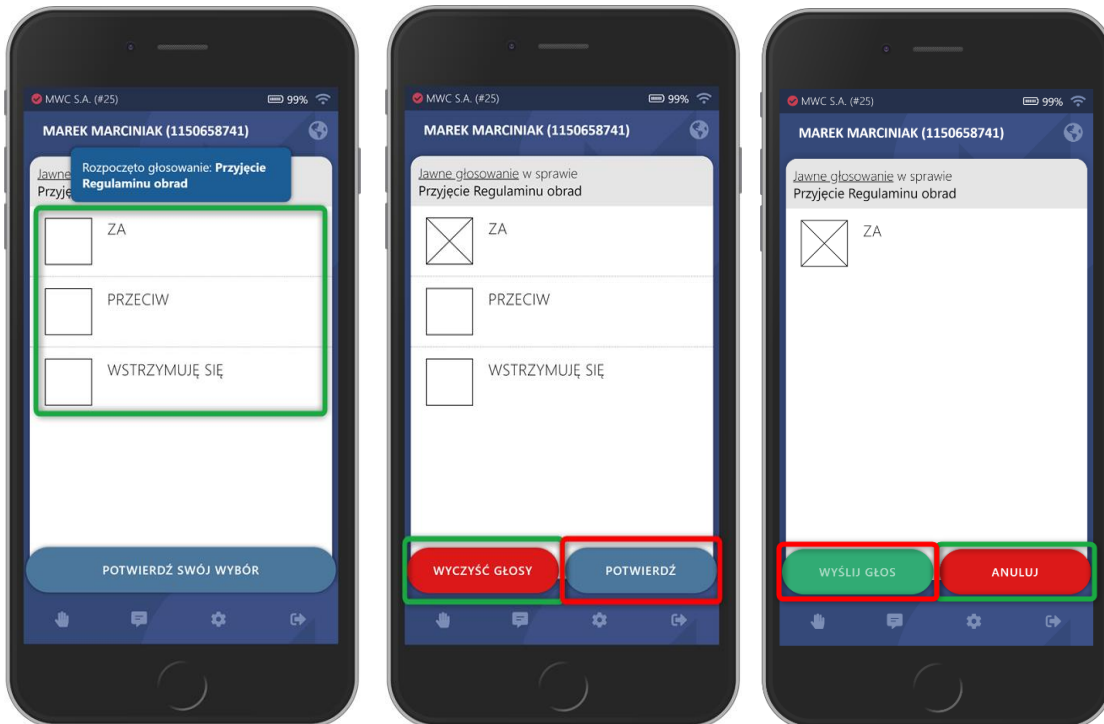 MWC S.A. (#25) 99%
MAREK MARCINIAK (1150658741)
Rozpoczęto głosowanie: Przyjęcie
Regulaminu obrad
Jawne
Przyję
ZA
PRZECIW
WSTRZYMUJĘ SIĘ
POTWIERDŹ SWÓJ WYBÓR
MWC S.A. (#25) 99%
MAREK MARCINIAK (1150658741)
Jawne głosowanie w sprawie
Przyjęcie Regulaminu obrad
ZA
PRZECIW
WSTRZYMUJĘ SIĘ
WYCZYŚĆ GŁOSY POTWIERDŹ
MWC S.A. (#25) 99%
MAREK MARCINIAK (1150658741)
Jawne głosowanie w sprawie
Przyjęcie Regulaminu obrad
ZA
WYŚLIJ GŁOS ANULUJ